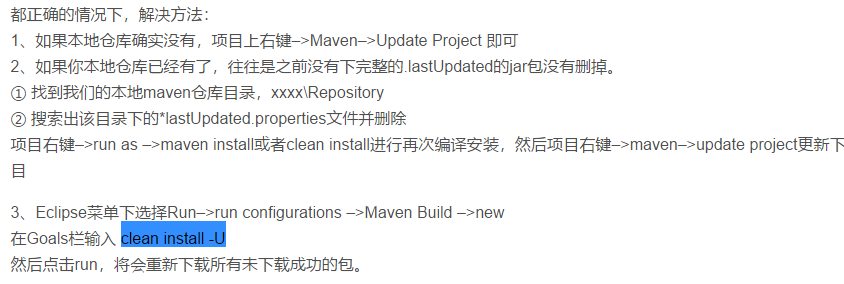 都正确的情况下，解决方法：
1、如果本地仓库确实没有，项目上右键–>Maven–>Update Project 即可
2、如果你本地仓库已经有了，往往是之前没有下完整的.lastUpdated的jar包没有删掉。
① 找到我们的本地maven仓库目录，xxxx\Repository
② 搜索出该目录下的*lastUpdated.properties文件并删除
项目右键–>run as –>maven install或者clean install进行再次编译安装，然后项目右键–>maven–>update project更新下
目
3、Eclipse菜单下选择Run–>run configurations –>Maven Build –>new
在Goals栏输入 clean install -U
然后点击run，将会重新下载所有未下载成功的包。